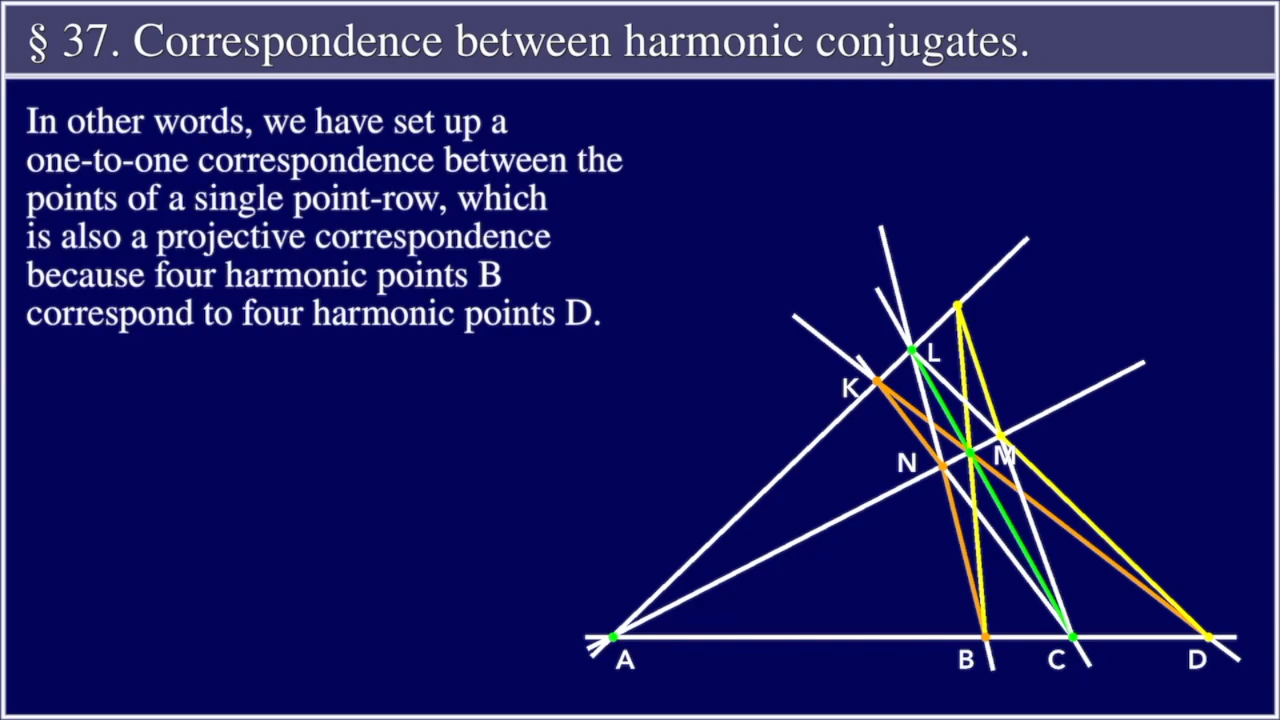 § 37. Correspondence between harmonic conjugates.
In other words, we have set up a
one-to-one correspondence between the
points of a single point-row, which
is also a projective correspondence
because four harmonic points B
correspond to four harmonic points D.
L
K
M
N
A
B
C
D